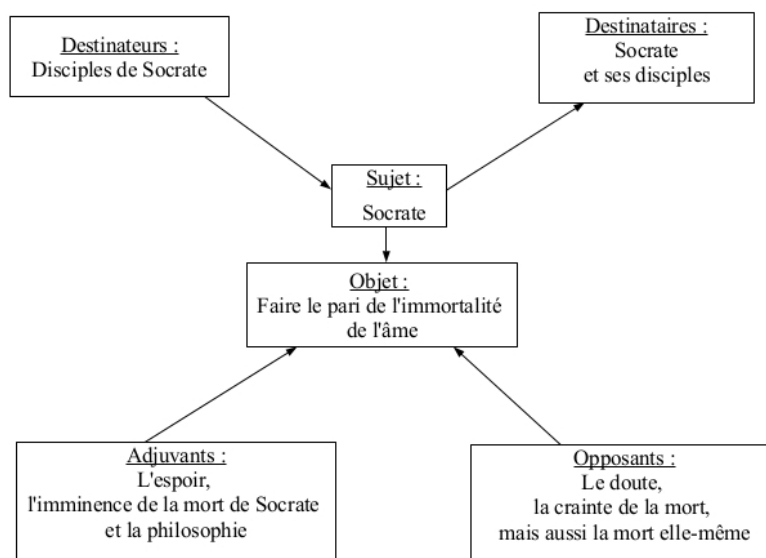 Destinateurs :
Disciples de Socrate
Destinataires :
Socrate
et ses disciples
Sujet :
Socrate
Objet :
Faire le pari de l'immortalité
de l'âme
Adjuvants :
L'espoir,
l'imminence de la mort de Socrate
et la philosophie
Opposants :
Le doute,
la crainte de la mort,
mais aussi la mort elle-même